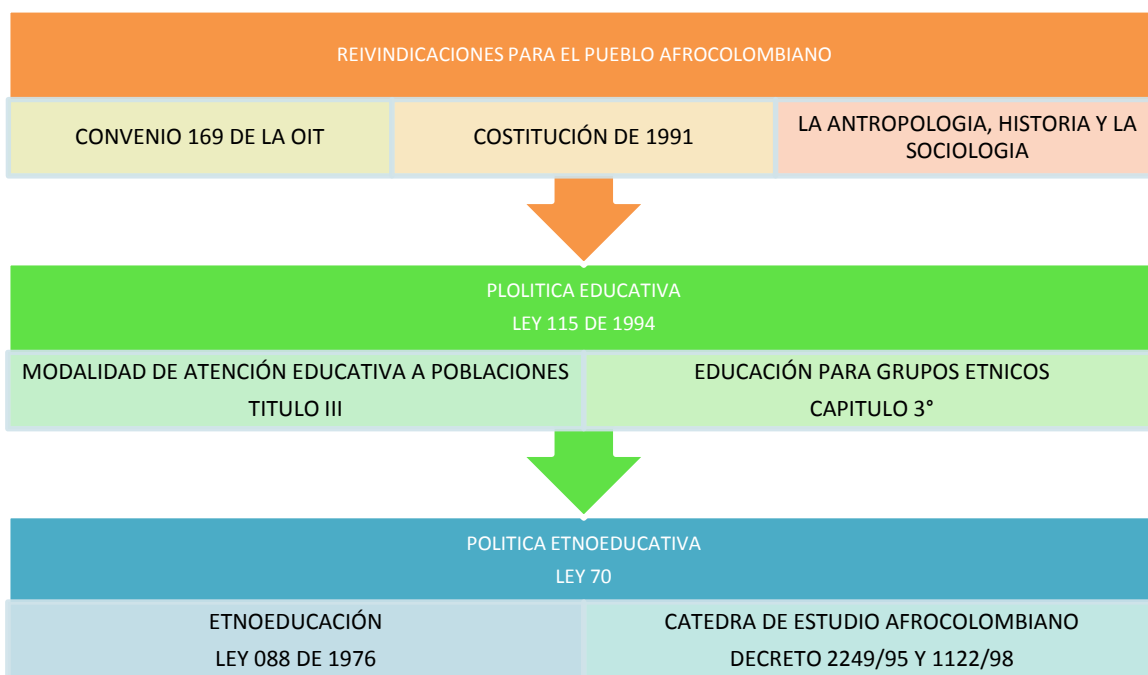 REIVINDICACIONES PARA EL PUEBLO AFROCOLOMBIANO
CONVENIO 169 DE LA OIT
COSTITUCIÓN DE 1991
LA ANTROPOLOGIA, HISTORIA Y LA
SOCIOLOGIA
PLOLITICA EDUCATIVA
LEY 115 DE 1994
MODALIDAD DE ATENCIÓN EDUCATIVA A POBLACIONES
TITULO III
EDUCACIÓN PARA GRUPOS ETNICOS
CAPITULO 3°
POLITICA ETNOEDUCATIVA
LEY 70
ETNOEDUCACIÓN
LEY 088 DE 1976
CATEDRA DE ESTUDIO AFROCOLOMBIANO
DECRETO 2249/95 Y 1122/98